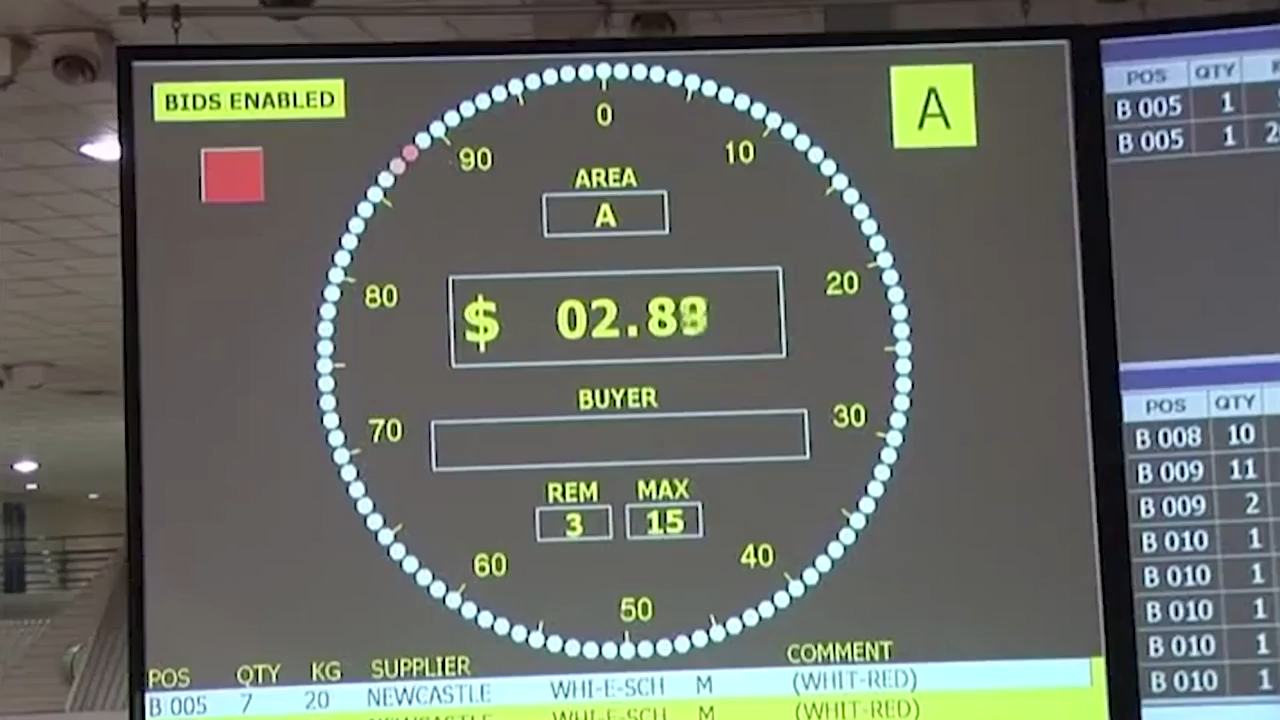 BIDS ENABLED
A
0
90
10
AREA
A
80
20
$ 02.8
BUYER
70
30
REM MAX
3 15
60
40
50
POS QTY KG SUPPLIER COMMENT
B 005 7 20 NEWCASTLE WHI-E-SCH M (WHIT-RED)
NEWCASTLE WHI-E-SCH M (WHIT-RED)
POS QTY
B 005 1
B 005 1 2
POS QTY
B 008 10
B 009 11
B 009 2
B 010 1
B 010 1
B 010 1
B 010 1
B 010 1